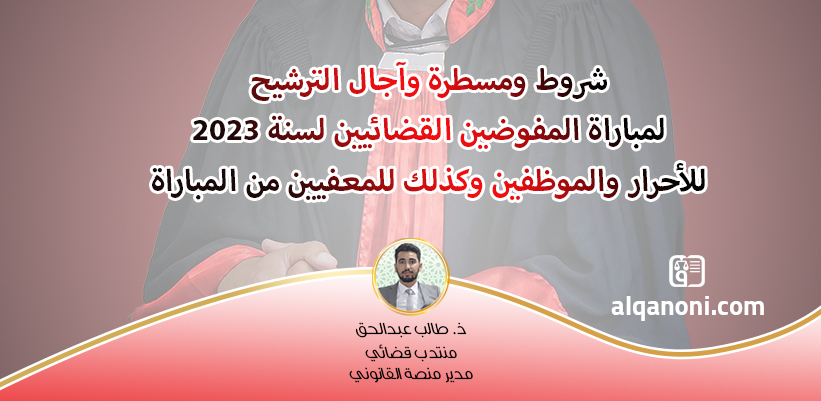 شروط ومسطرة وآجال الترشيح
لمباراة المفوضين القضائيين لسنة 2023
للأحرار والموظفين وكذلك للمعفيين من المباراة
alqanoni.com
ذ. طالب عبدالحق
منتدب قضائي
مدير منصة القانوني